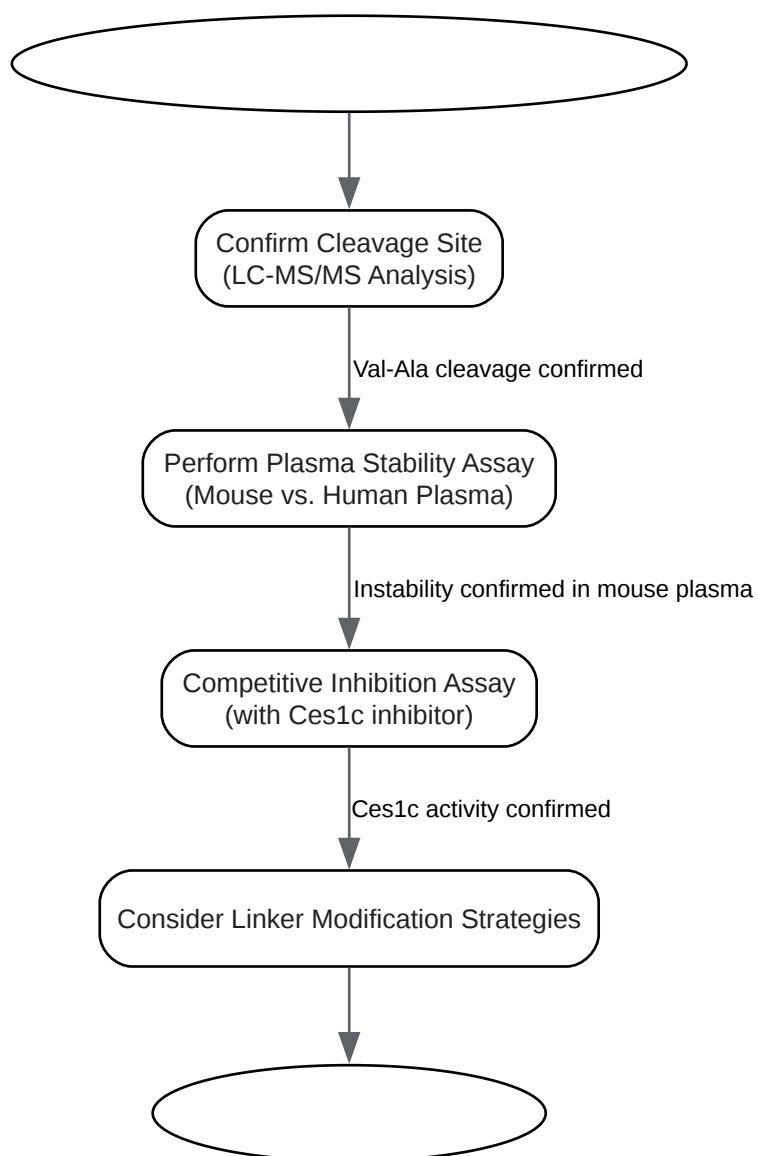 Confirm Cleavage Site
(LC-MS/MS Analysis)
Val-Ala cleavage confirmed
Perform Plasma Stability Assay
(Mouse vs. Human Plasma)
Instability confirmed in mouse plasma
Competitive Inhibition Assay
(with Ces1c inhibitor)
Ces1c activity confirmed
Consider Linker Modification Strategies